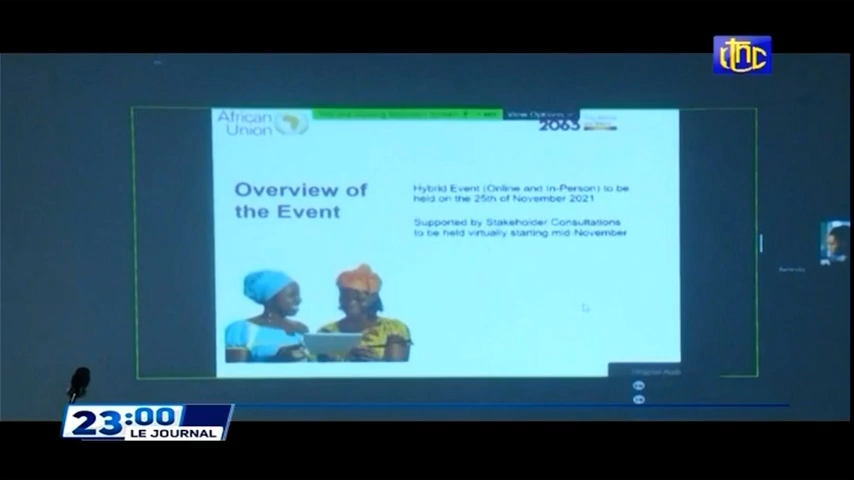 rtnc
African
Union
View Options
2063
Overview of
the Event
Hybrid Event (Online and In-Person) to be
held on the 25th of November 2021
Supported by Stakeholder Consultations
to be held virtually starting mid-November
23:00
LE JOURNAL